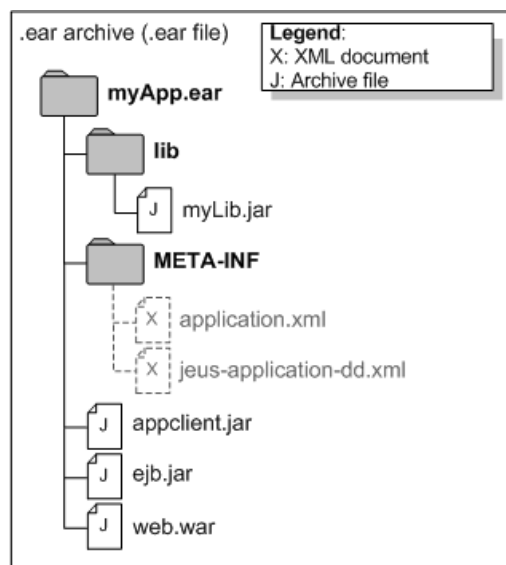 .ear archive (.ear file)
Legend:
X: XML document
J: Archive file
myApp.ear
lib
J
myLib.jar
META-INF
X
application.xml
X
jeus-application-dd.xml
J
appclient.jar
J
ejb.jar
J
web.war